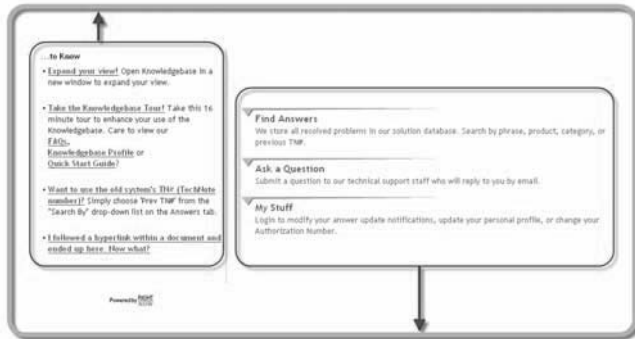 ...to Know
• Expand your view! Open Knowledgebase in a
new window to expand your view.
• Take the Knowledgebase Tour! Take this 16
minute tour to enhance your use of the
Knowledgebase. Care to view our
FAQs,
Knowledgebase Profile or
Quick Start Guide?
• Want to use the old system's TN# (TechNote
number)? Simply choose 'Prev TN#' from the
"Search By" drop-down list on the Answers tab.
• I followed a hyperlink within a document and
ended up here. Now what?
Powered by RIGHT NOW
Find Answers
We store all resolved problems in our solution database. Search by phrase, product, category, or
previous TN#.
Ask a Question
Submit a question to our technical support staff who will reply to you by email.
My Stuff
Login to modify your answer update notifications, update your personal profile, or change your
Authorization Number.